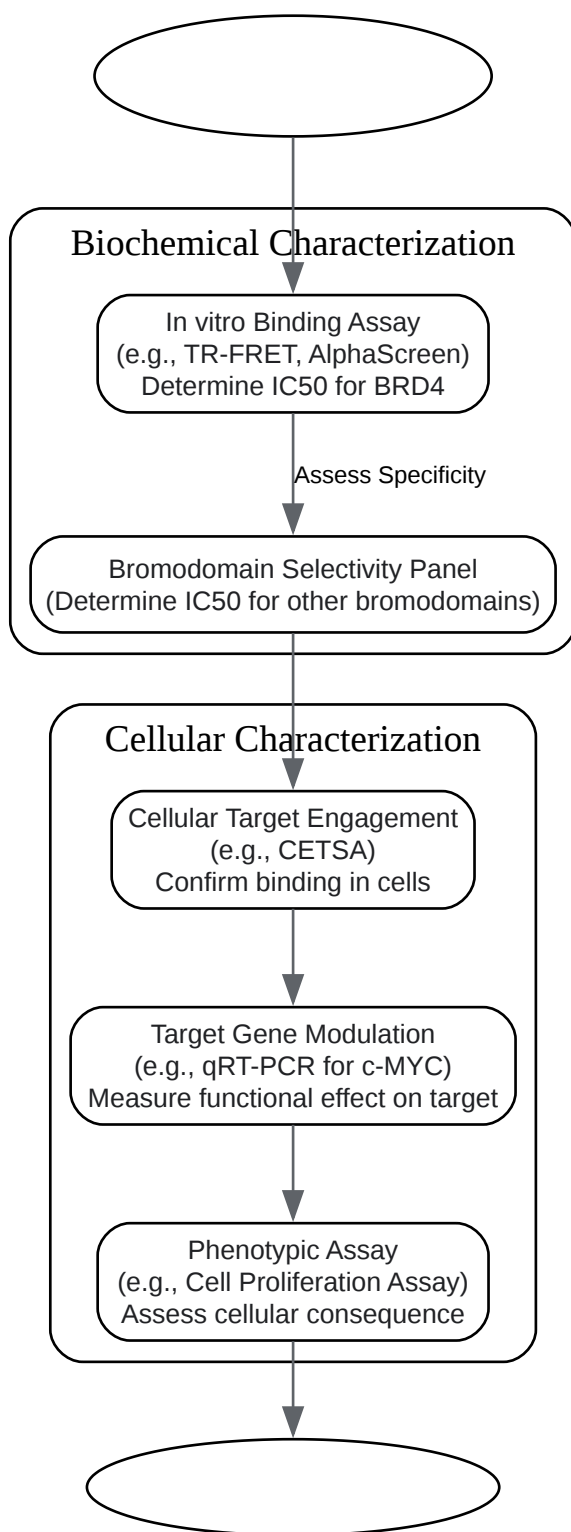 Biochemical Characterization
In vitro Binding Assay
(e.g., TR-FRET, AlphaScreen)
Determine IC50 for BRD4
Assess Specificity
Bromodomain Selectivity Panel
(Determine IC50 for other bromodomains)
Cellular Characterization
Cellular Target Engagement
(e.g., CETSA)
Confirm binding in cells
Target Gene Modulation
(e.g., qRT-PCR for c-MYC)
Measure functional effect on target
Phenotypic Assay
(e.g., Cell Proliferation Assay)
Assess cellular consequence